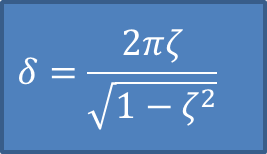 δ = 2πζ / √(1 − ζ²)